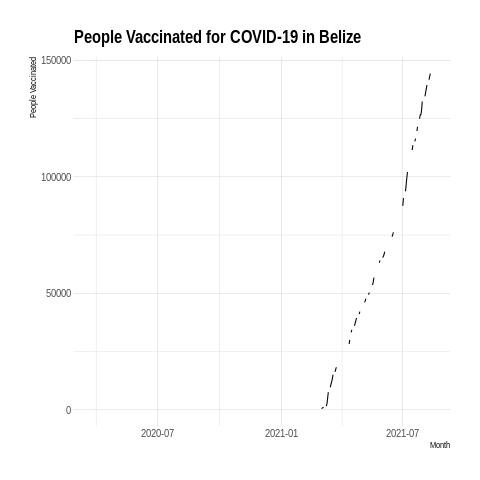 People Vaccinated for COVID-19 in Belize
People Vaccinated
150000
100000
50000
0
2020-07 2021-01 2021-07
Month